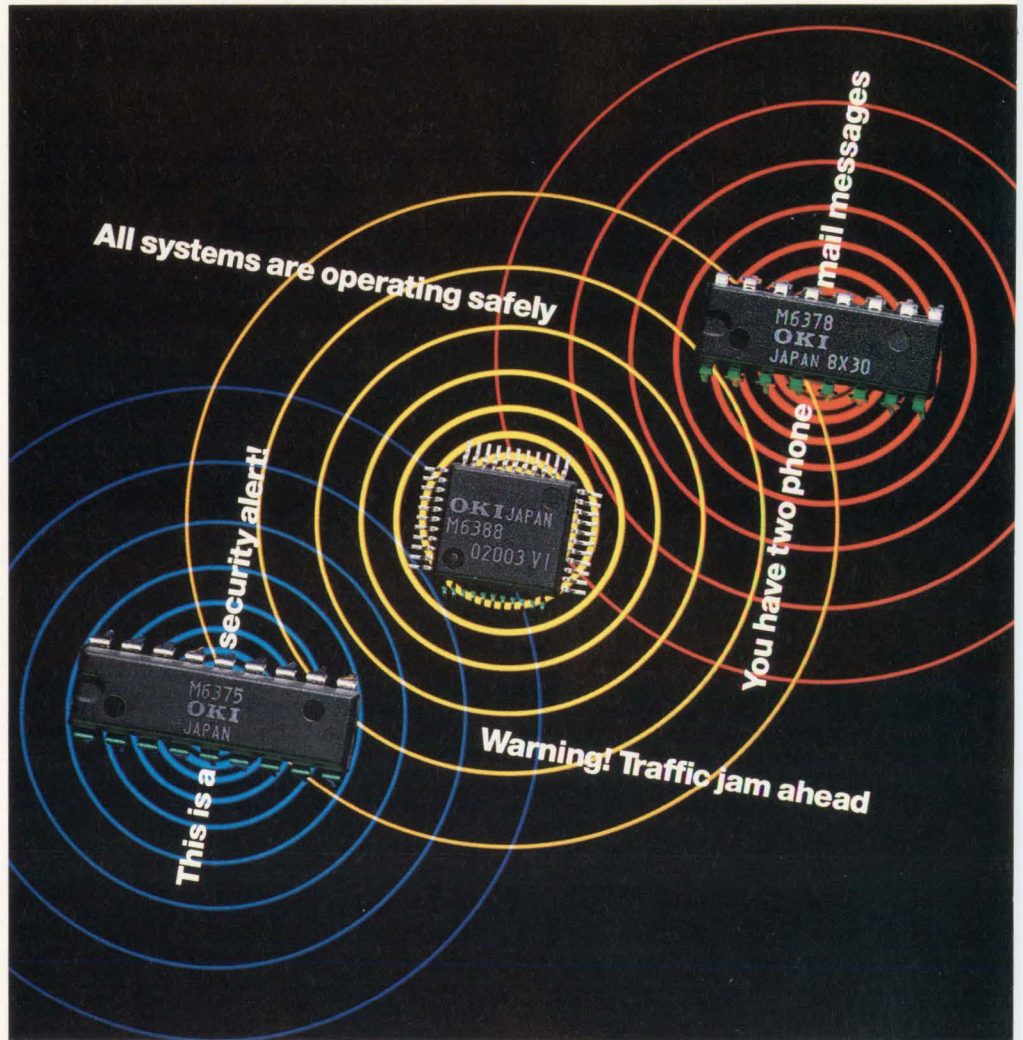 All systems are operating safely
You have two phone mail messages
M6378
OKI
JAPAN 8X30
This is a security alert!
OKI JAPAN
M6388
02003 VI
M6375
OKI
JAPAN
Warning! Traffic jam ahead